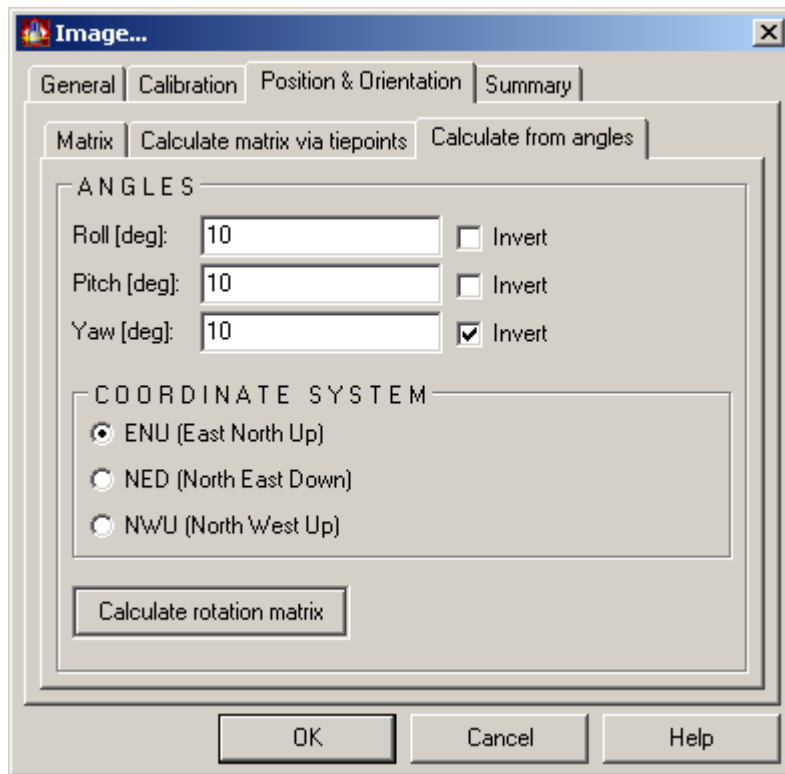 Image...
General Calibration Position & Orientation Summary
Matrix Calculate matrix via tiepoints Calculate from angles
ANGLES
Roll [deg]: 10 Invert
Pitch [deg]: 10 Invert
Yaw [deg]: 10 Invert
COORDINATE SYSTEM
ENU (East North Up)
NED (North East Down)
NWU (North West Up)
Calculate rotation matrix
OK Cancel Help